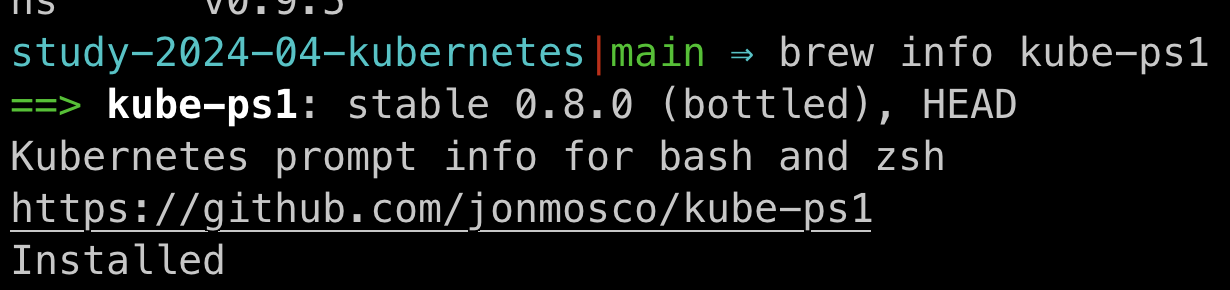 ns v0.9.5
study-2024-04-kubernetes|main ⇒ brew info kube-ps1
==> kube-ps1: stable 0.8.0 (bottled), HEAD
Kubernetes prompt info for bash and zsh
https://github.com/jonmosco/kube-ps1
Installed